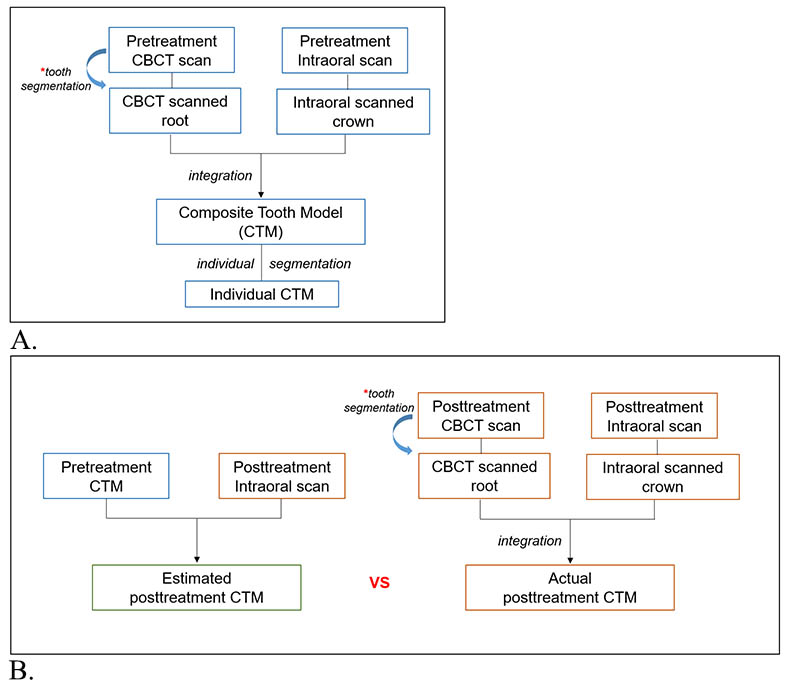 Pretreatment
CBCT scan
Pretreatment
Intraoral scan
*tooth
segmentation
CBCT scanned
root
Intraoral scanned
crown
integration
Composite Tooth Model
(CTM)
individual segmentation
Individual CTM
A.
*tooth
segmentation
Posttreatment
CBCT scan
Posttreatment
Intraoral scan
Pretreatment
CTM
Posttreatment
Intraoral scan
CBCT scanned
root
Intraoral scanned
crown
integration
Estimated
posttreatment CTM
VS
Actual
posttreatment CTM
B.